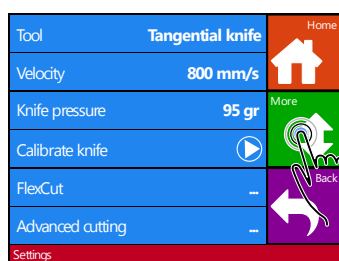 Tool Tangential knife
Home
Velocity 800 mm/s
Knife pressure 95 gr
More
Calibrate knife
Back
FlexCut ...
Advanced cutting ...
Settings